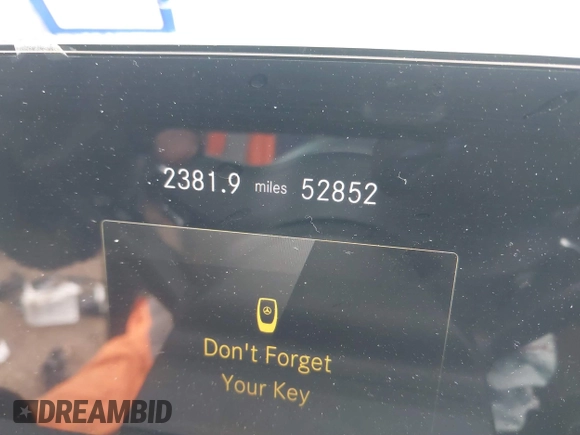 2381.9 miles 52852
Don't Forget
Your Key
DREAMBID